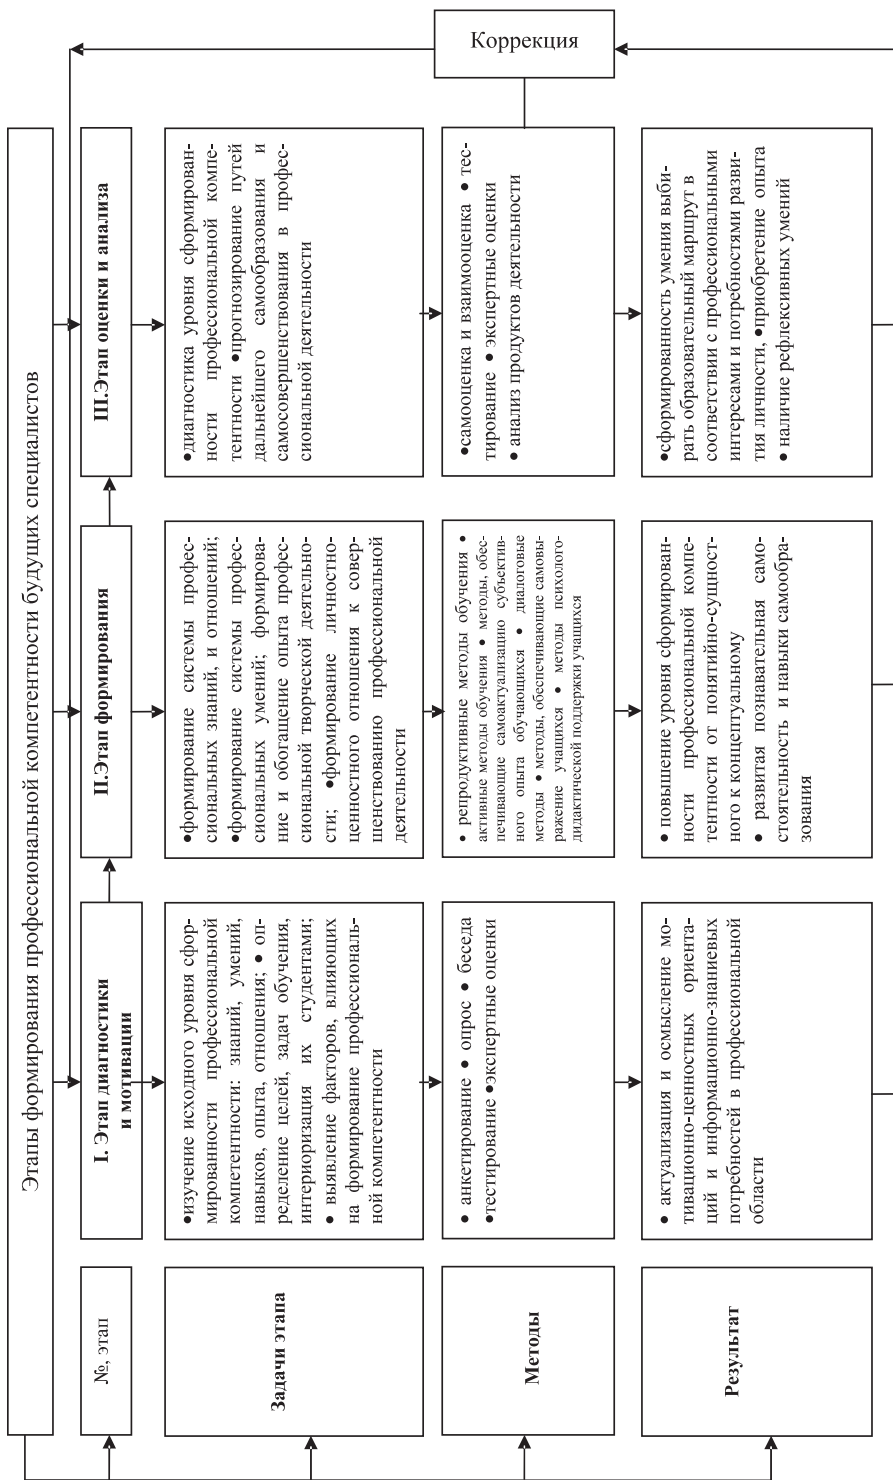 Этапы формирования профессиональной компетентности будущих специалистов
№, этап
I. Этап диагностики
и мотивации
II.Этап формирования
III.Этап оценки и анализа
Задачи этапа
•изучение исходного уровня сфор-
мированности профессиональной
компетентности: знаний, умений,
навыков, опыта, отношения; • оп-
ределение целей, задач обучения,
интериоризация их студентами;
• выявление факторов, влияющих
на формирование профессиональ-
ной компетентности
•формирование системы профес-
сиональных знаний, и отношений;
•формирование системы профес-
сиональных умений; формирова-
ние и обогащение опыта профес-
сиональной творческой деятельно-
сти; •формирование личностно-
ценностного отношения к совер-
шенствованию профессиональной
деятельности
•диагностика уровня сформирован-
ности профессиональной компе-
тентности •прогнозирование путей
дальнейшего самообразования и
самосовершенствования в профес-
сиональной деятельности
Методы
• анкетирование • опрос • беседа
•тестирование •экспертные оценки
• репродуктивные методы обучения •
активные методы обучения • методы, обес-
печивающие самоактуализацию субъектив-
ного опыта обучающихся • диалоговые
методы • методы, обеспечивающие самовы-
ражение учащихся • методы психолого-
дидактической поддержки учащихся
•самооценка и взаимооценка • тес-
тирование • экспертные оценки
• анализ продуктов деятельности
Коррекция
Результат
• актуализация и осмысление мо-
тивационно-ценностных ориента-
ций и информационно-знаниевых
потребностей в профессиональной
области
• повышение уровня сформирован-
ности профессиональной компе-
тентности от понятийно-сущност-
ного к концептуальному
• развитая познавательная само-
стоятельность и навыки самообра-
зования
•сформированность умения выби-
рать образовательный маршрут в
соответствии с профессиональными
интересами и потребностями разви-
тия личности, •приобретение опыта
• наличие рефлексивных умений